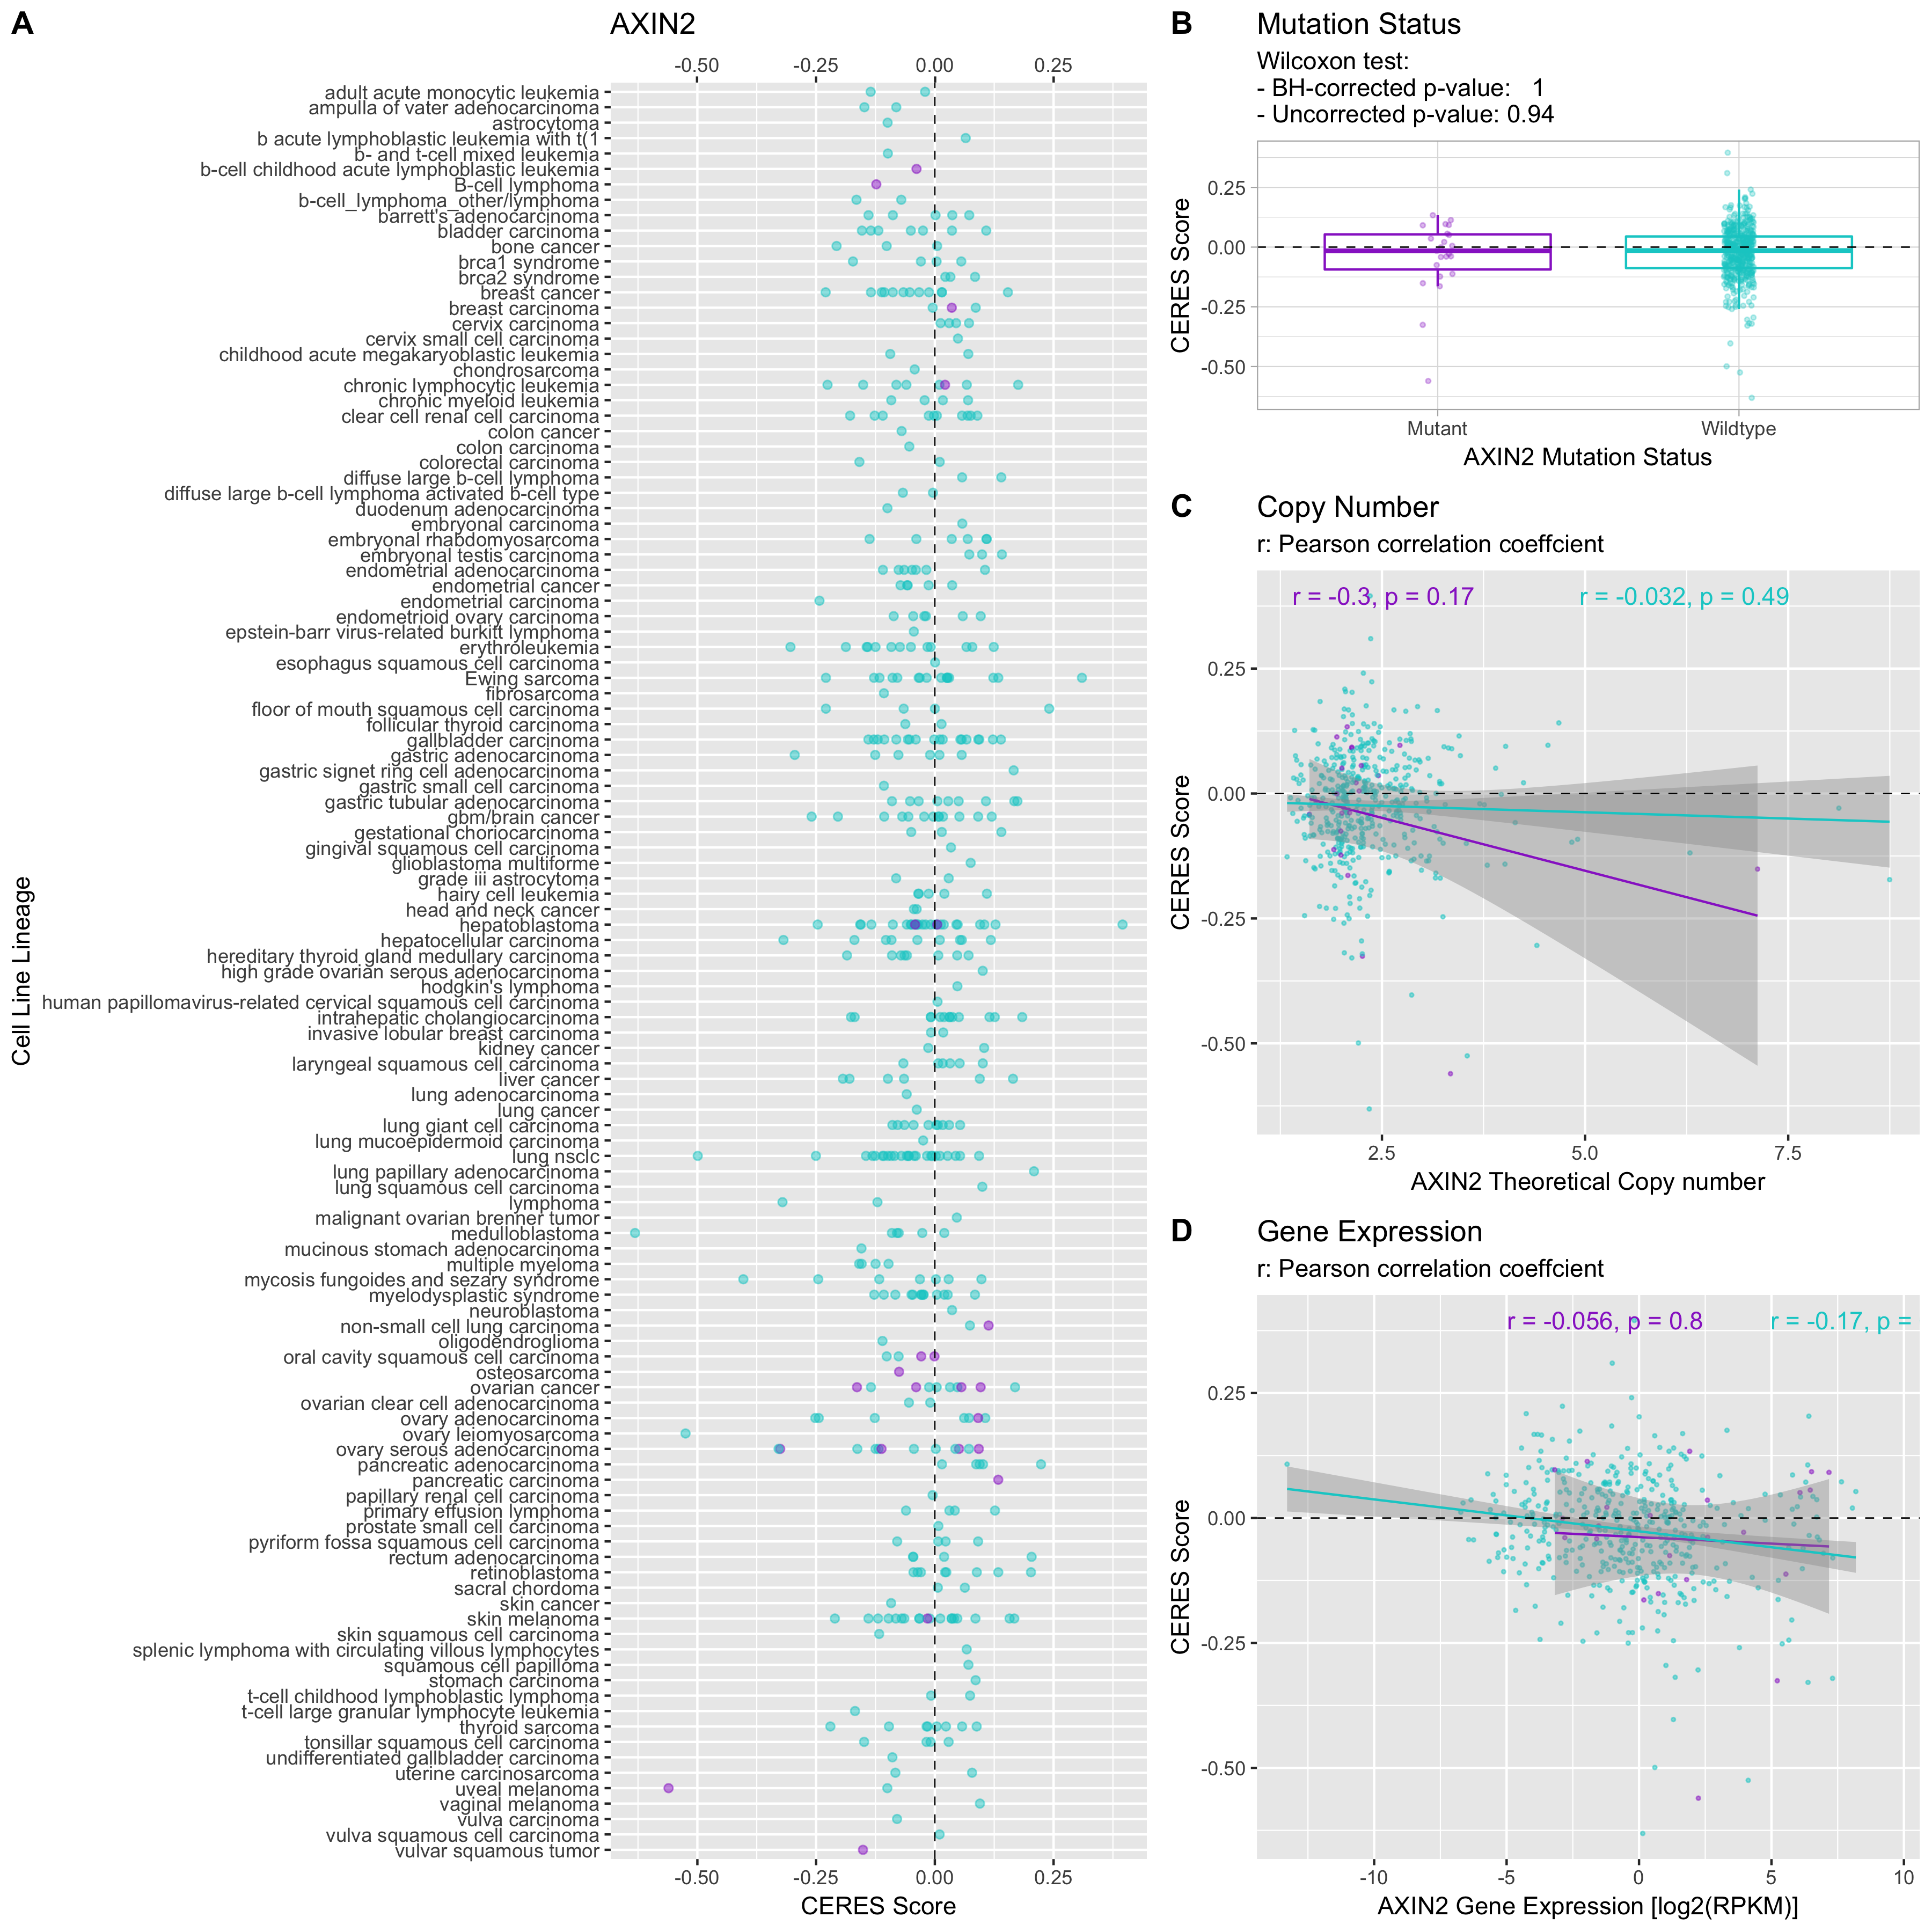 A
AXIN2
-0.50 -0.25 0.00 0.25
Cell Line Lineage
adult acute monocytic leukemia
ampulla of vater adenocarcinoma
astrocytoma
b acute lymphoblastic leukemia with t(1
b- and t-cell mixed leukemia
b-cell childhood acute lymphoblastic leukemia
B-cell lymphoma
b-cell_lymphoma_other/lymphoma
barrett's adenocarcinoma
bladder carcinoma
bone cancer
brca1 syndrome
brca2 syndrome
breast cancer
breast carcinoma
cervix carcinoma
cervix small cell carcinoma
childhood acute megakaryoblastic leukemia
chondrosarcoma
chronic lymphocytic leukemia
chronic myeloid leukemia
clear cell renal cell carcinoma
colon cancer
colon carcinoma
colorectal carcinoma
diffuse large b-cell lymphoma
diffuse large b-cell lymphoma activated b-cell type
duodenum adenocarcinoma
embryonal carcinoma
embryonal rhabdomyosarcoma
embryonal testis carcinoma
endometrial adenocarcinoma
endometrial cancer
endometrial carcinoma
endometrioid ovary carcinoma
epstein-barr virus-related burkitt lymphoma
erythroleukemia
esophagus squamous cell carcinoma
Ewing sarcoma
fibrosarcoma
floor of mouth squamous cell carcinoma
follicular thyroid carcinoma
gallbladder carcinoma
gastric adenocarcinoma
gastric signet ring cell adenocarcinoma
gastric small cell carcinoma
gastric tubular adenocarcinoma
gbm/brain cancer
gestational choriocarcinoma
gingival squamous cell carcinoma
glioblastoma multiforme
grade iii astrocytoma
hairy cell leukemia
head and neck cancer
hepatoblastoma
hepatocellular carcinoma
hereditary thyroid gland medullary carcinoma
high grade ovarian serous adenocarcinoma
hodgkin's lymphoma
human papillomavirus-related cervical squamous cell carcinoma
intrahepatic cholangiocarcinoma
invasive lobular breast carcinoma
kidney cancer
laryngeal squamous cell carcinoma
liver cancer
lung adenocarcinoma
lung cancer
lung giant cell carcinoma
lung mucoepidermoid carcinoma
lung nsclc
lung papillary adenocarcinoma
lung squamous cell carcinoma
lymphoma
malignant ovarian brenner tumor
medulloblastoma
mucinous stomach adenocarcinoma
multiple myeloma
mycosis fungoides and sezary syndrome
myelodysplastic syndrome
neuroblastoma
non-small cell lung carcinoma
oligodendroglioma
oral cavity squamous cell carcinoma
osteosarcoma
ovarian cancer
ovarian clear cell adenocarcinoma
ovary adenocarcinoma
ovary leiomyosarcoma
ovary serous adenocarcinoma
pancreatic adenocarcinoma
pancreatic carcinoma
papillary renal cell carcinoma
primary effusion lymphoma
prostate small cell carcinoma
pyriform fossa squamous cell carcinoma
rectum adenocarcinoma
retinoblastoma
sacral chordoma
skin cancer
skin melanoma
skin squamous cell carcinoma
splenic lymphoma with circulating villous lymphocytes
squamous cell papilloma
stomach carcinoma
t-cell childhood lymphoblastic lymphoma
t-cell large granular lymphocyte leukemia
thyroid sarcoma
tonsillar squamous cell carcinoma
undifferentiated gallbladder carcinoma
uterine carcinosarcoma
uveal melanoma
vaginal melanoma
vulva carcinoma
vulva squamous cell carcinoma
vulvar squamous tumor
-0.50 -0.25 0.00 0.25
CERES Score
B
Mutation Status
Wilcoxon test:
- BH-corrected p-value: 1
- Uncorrected p-value: 0.94
CERES Score
0.25
0.00
-0.25
-0.50
Mutant Wildtype
AXIN2 Mutation Status
C
Copy Number
r: Pearson correlation coeffcient
r = -0.3, p = 0.17 r = -0.032, p = 0.49
CERES Score
0.25
0.00
-0.25
-0.50
2.5 5.0 7.5
AXIN2 Theoretical Copy number
D
Gene Expression
r: Pearson correlation coeffcient
r = -0.056, p = 0.8 r = -0.17, p =
CERES Score
0.25
0.00
-0.25
-0.50
-10 -5 0 5 10
AXIN2 Gene Expression [log2(RPKM)]